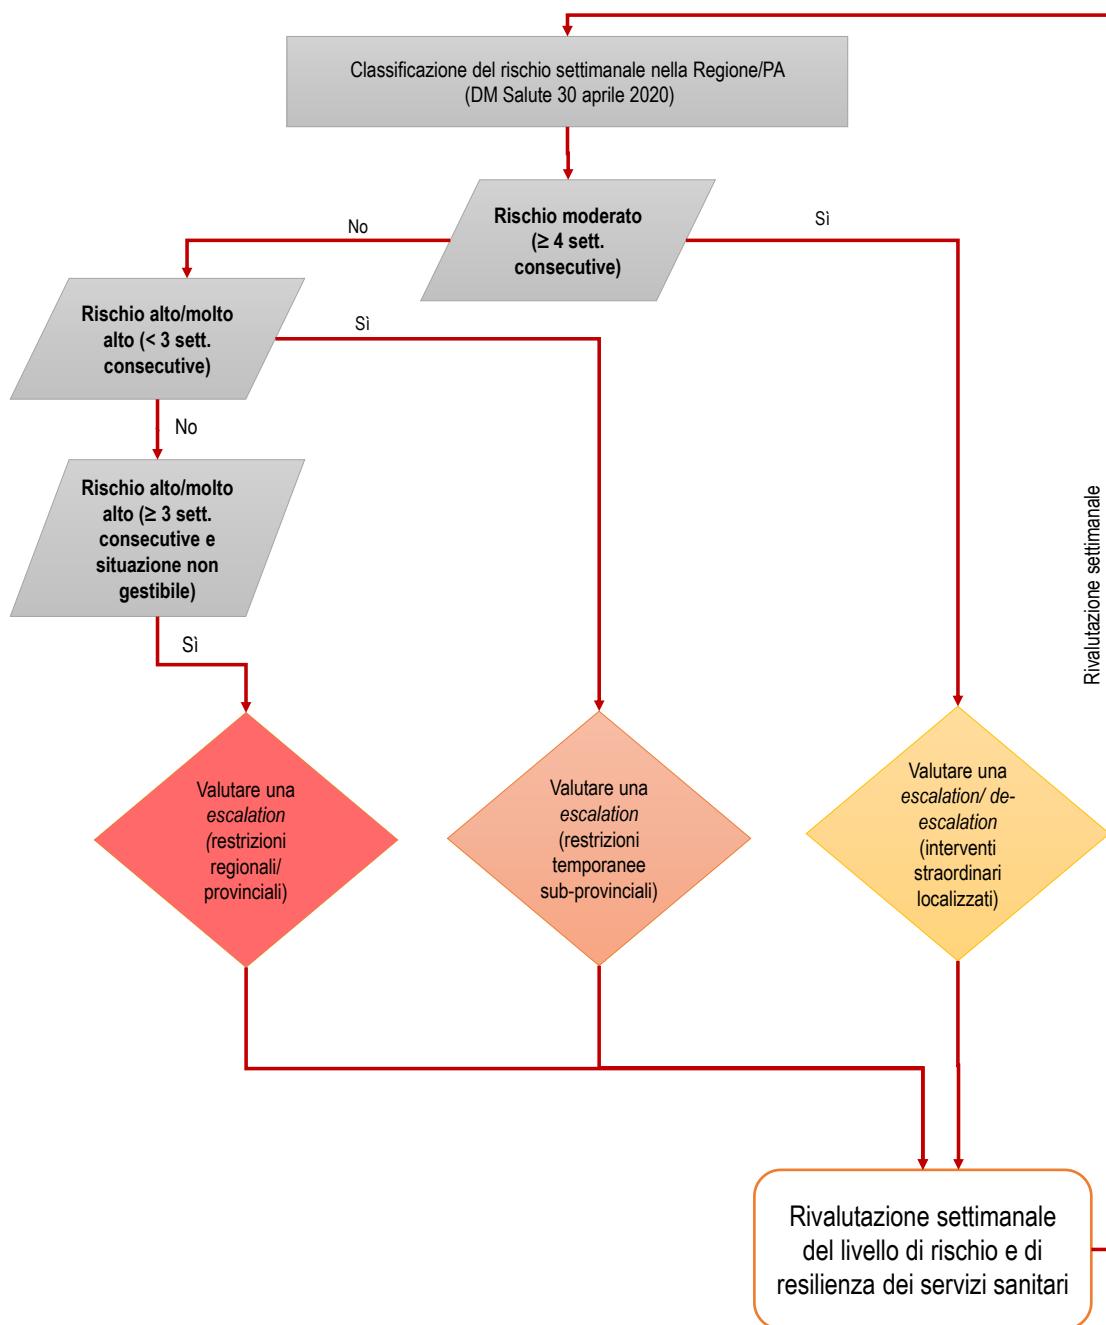 Classificazione del rischio settimanale nella Regione/PA
(DM Salute 30 aprile 2020)
Rischio moderato
(≥ 4 sett.
consecutive)
No
Sì
Rischio alto/molto
alto (< 3 sett.
consecutive)
Sì
No
Rischio alto/molto
alto (≥ 3 sett.
consecutive e
situazione non
gestibile)
Sì
Rivalutazione settimanale
Valutare una
escalation
(restrizioni
regionali/
provinciali)
Valutare una
escalation
(restrizioni
temporanee
sub-provinciali)
Valutare una
escalation/ de-
escalation
(interventi
straordinari
localizzati)
Rivalutazione settimanale
del livello di rischio e di
resilienza dei servizi sanitari